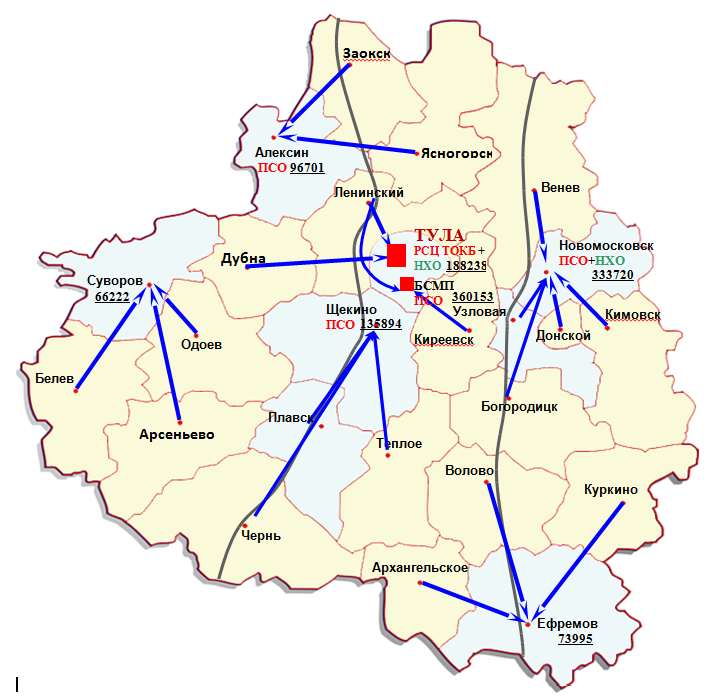 Заокск
Алексин
ПСО 96701
Ясногорск
Ленинский
Венев
ТУЛА
РСЦ ТОКБ +
НХО 188238
Новомосковск
ПСО+НХО
333720
Дубна
Суворов
66222
БСМП
ПСО 360153
Щекино
ПСО 135894
Узловая
Киреевск
Донской
Кимовск
Одоев
Белев
Арсеньево
Плавск
Теплое
Богородицк
Волово
Куркино
Чернь
Архангельское
Ефремов
73995